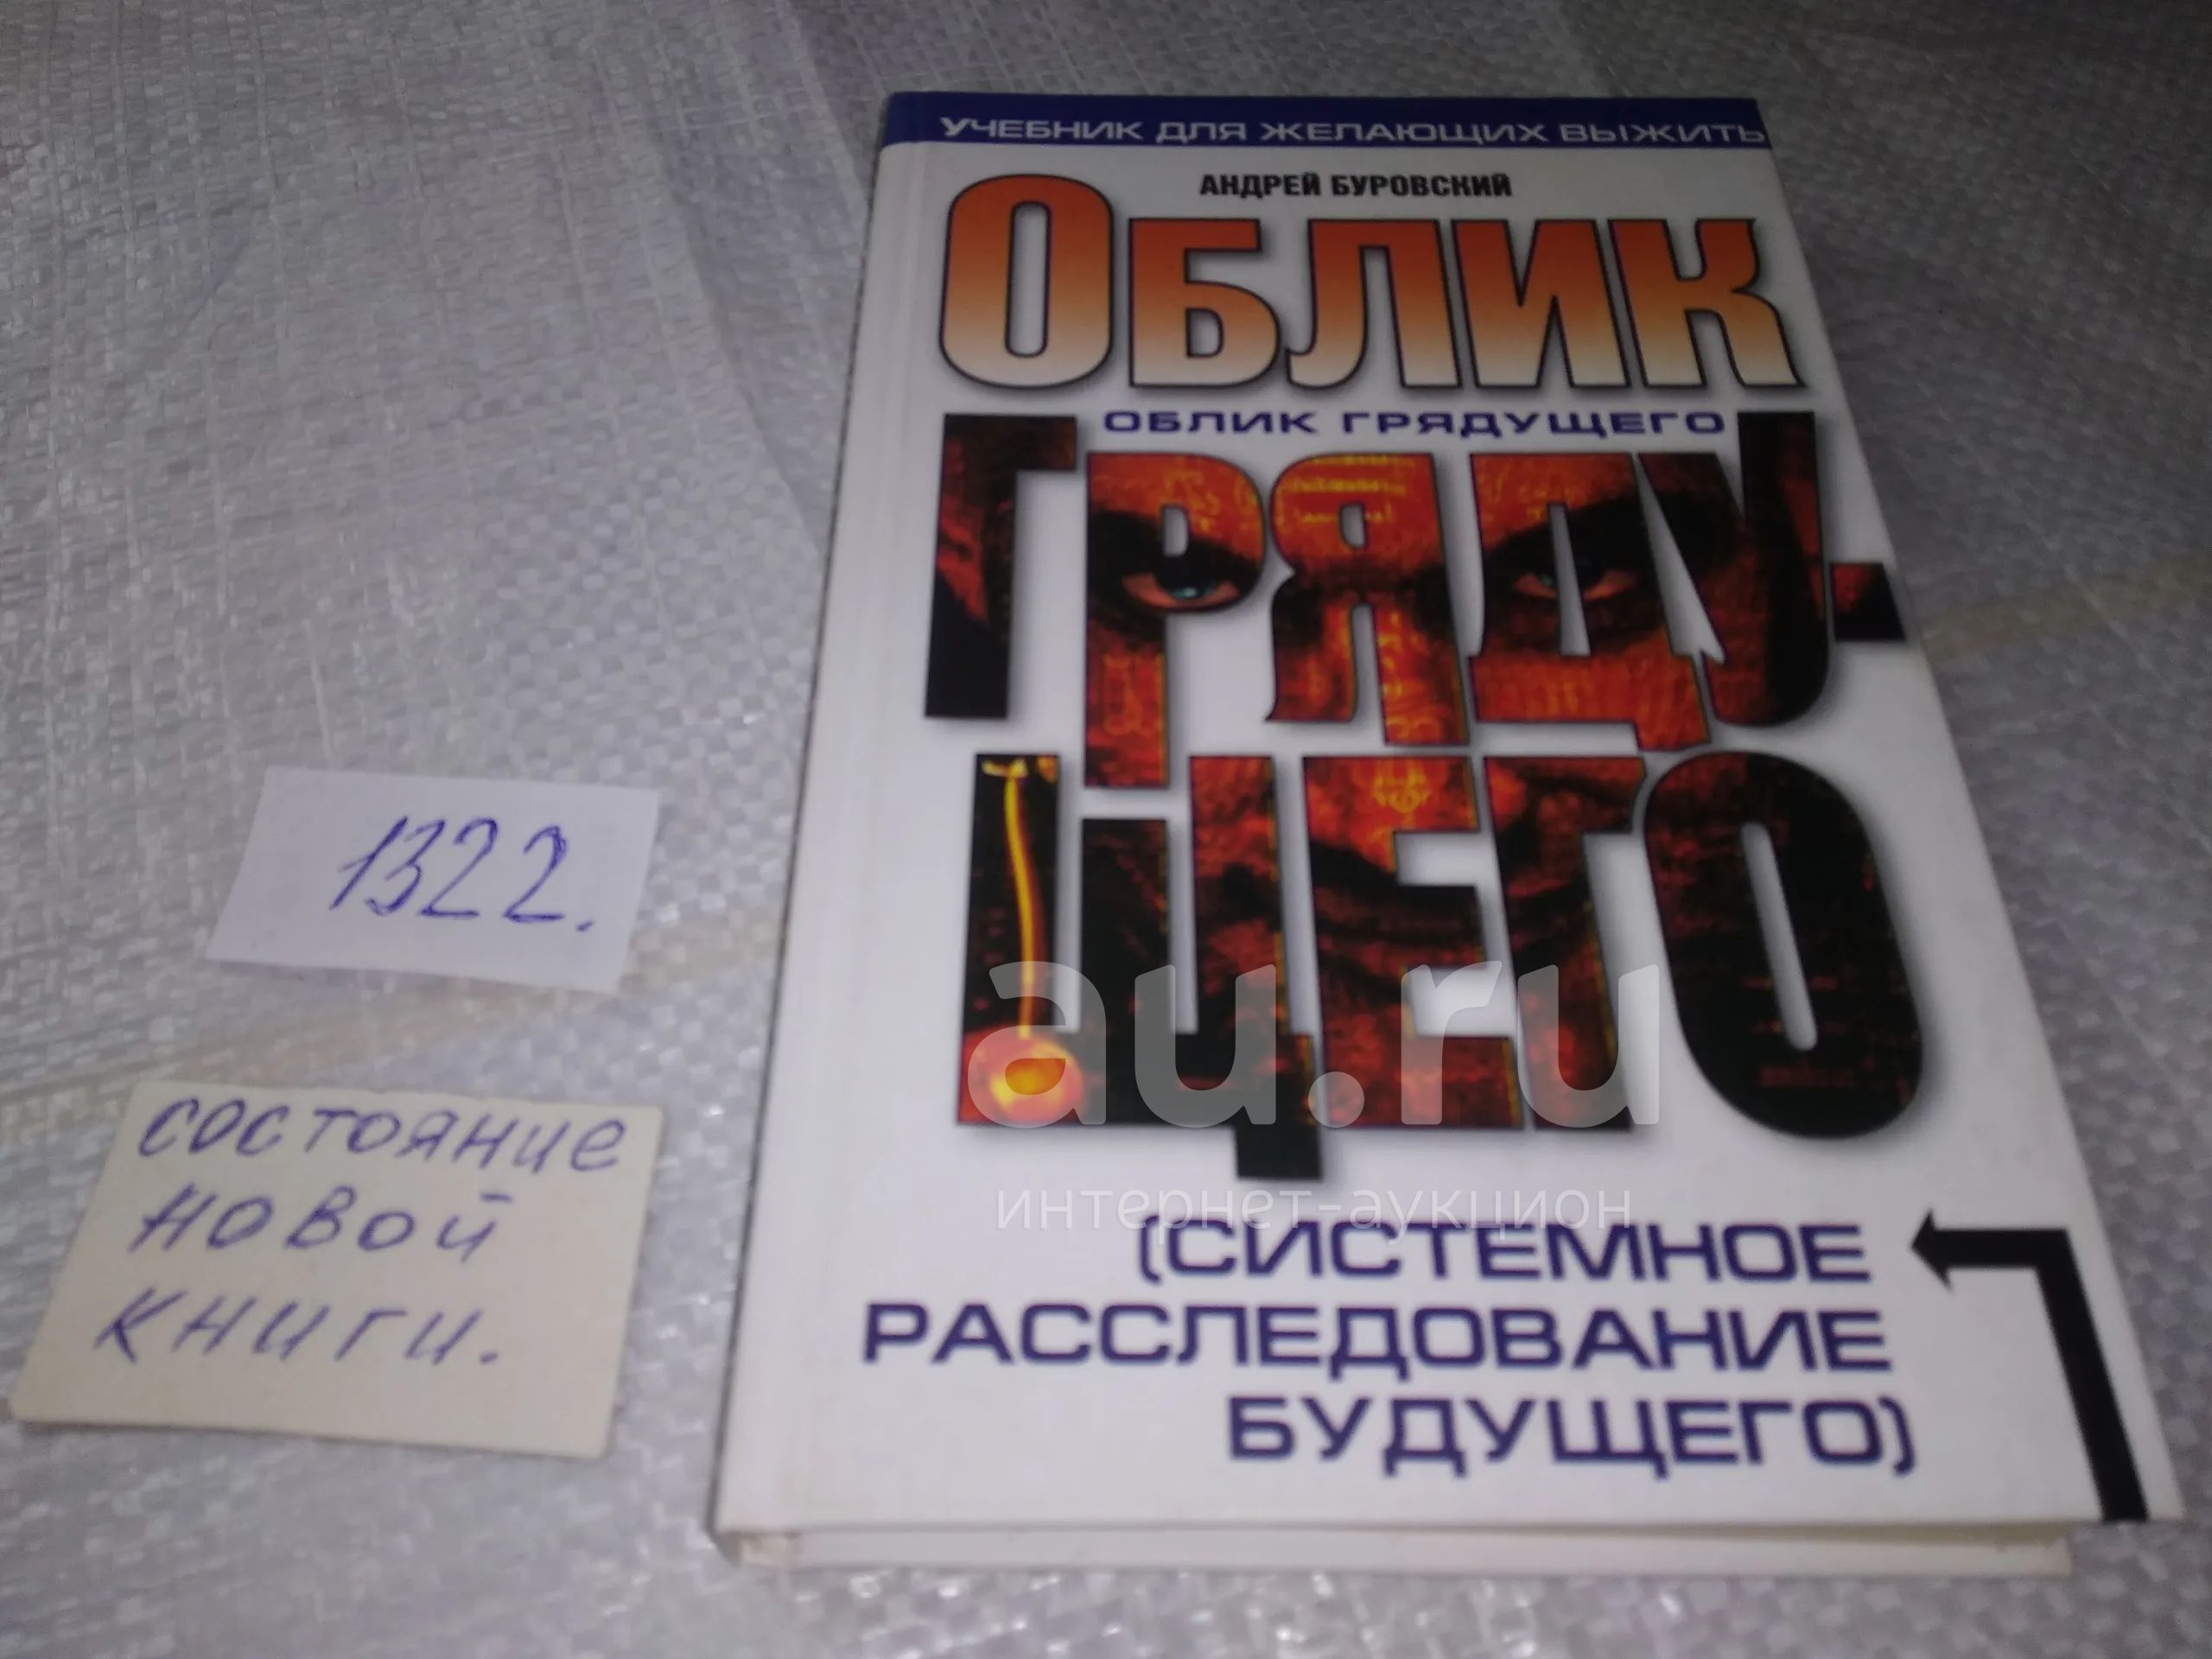 УЧЕБНИК ДЛЯ ЖЕЛАЮЩИХ ВЫЖИТЬ
АНДРЕЙ БУРОВСКИЙ
ОБЛИК
ОБЛИК ГРЯДУЩЕГО
ГРЯДУ-
ЩЕГО
(СИСТЕМНОЕ
РАССЛЕДОВАНИЕ
БУДУЩЕГО)
1322.
состояние
новой
книги.
au.ru
интернет-аукцион